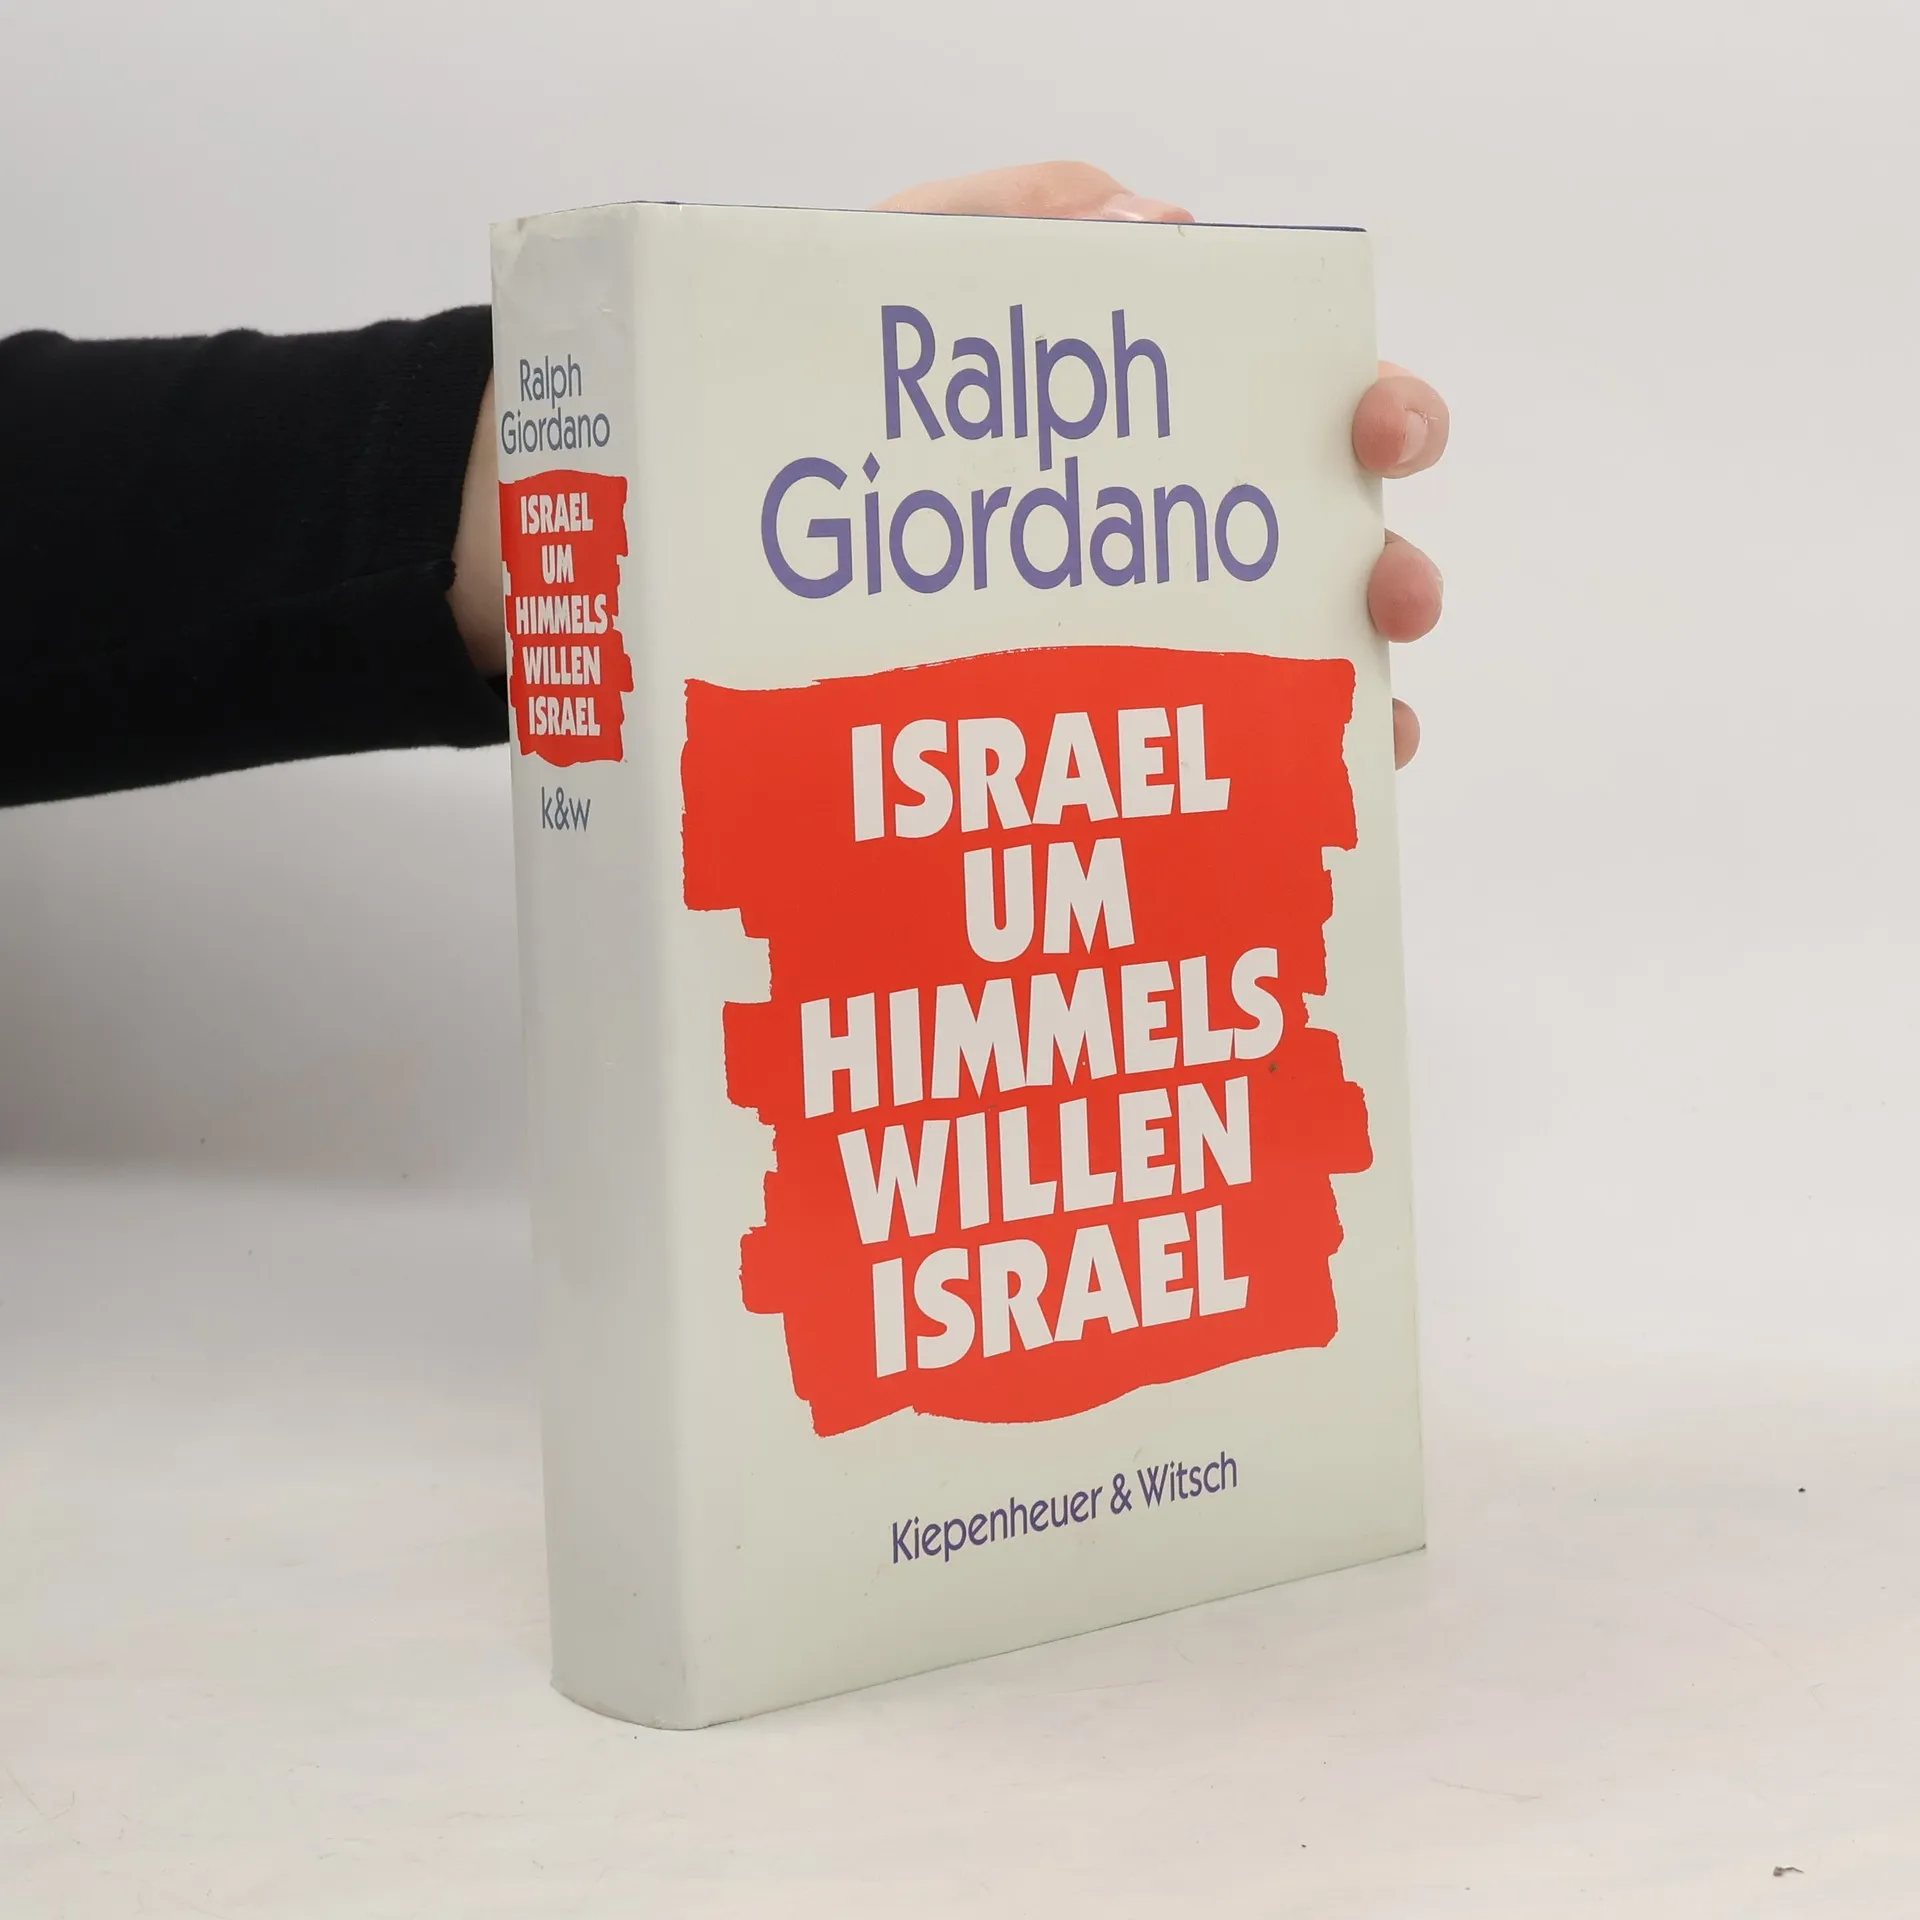 Ralph
Giordano
ISRAEL
UM
HIMMELS
WILLEN
ISRAEL
k&w
Ralph
Giordano
ISRAEL
UM
HIMMELS
WILLEN
ISRAEL
Kiepenheuer & Witsch